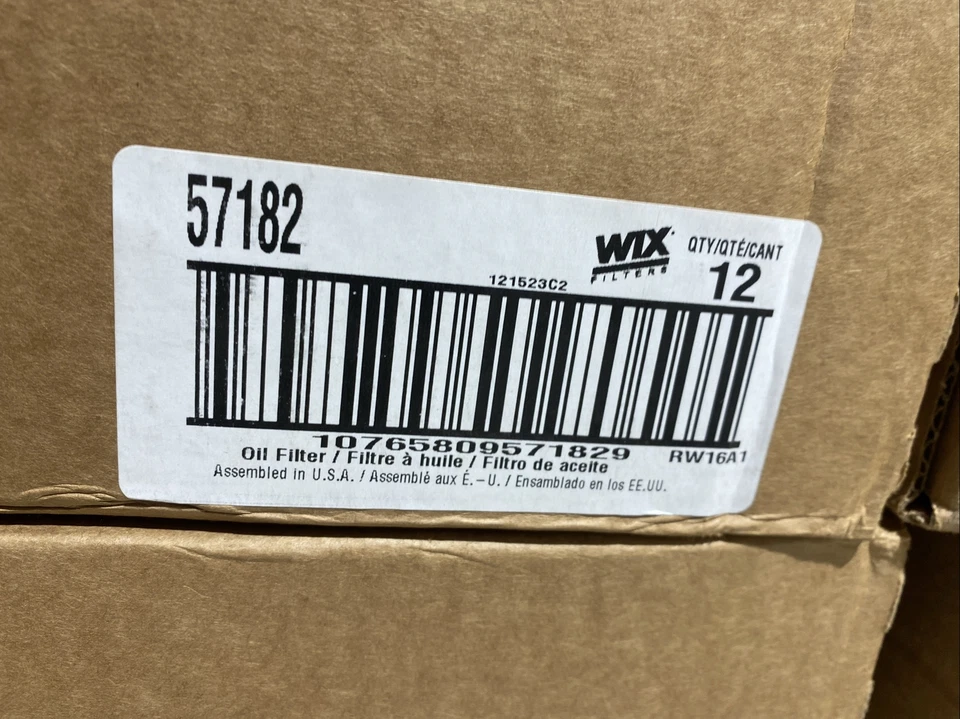 57182
WIX
FILTERS
QTY/QTÉ/CANT
12
121523C2
10765809571829
RW16A1
Oil Filter / Filtre à huile / Filtro de aceite
Assembled in U.S.A. / Assemblé aux É.-U. / Ensamblado en los EE.UU.